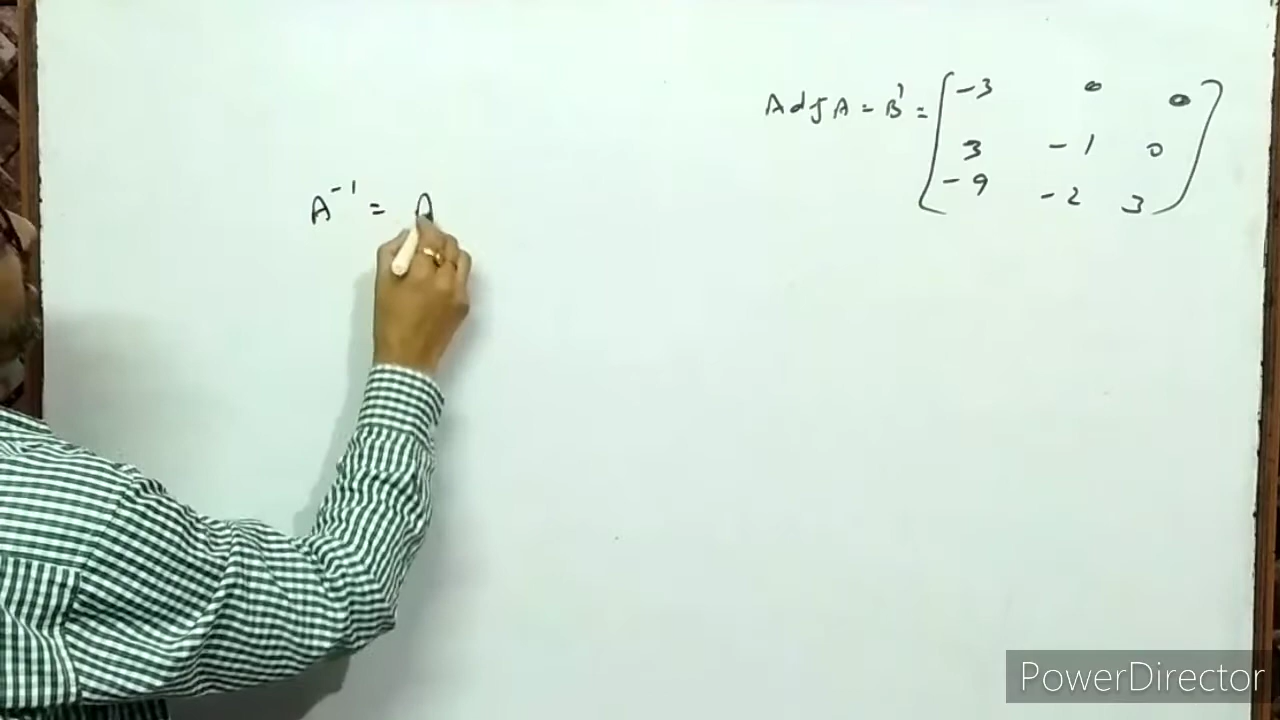 Adj A = B' = [ -3 0 0
3 -1 0
-9 -2 3 ]
A⁻¹ = A
PowerDirector